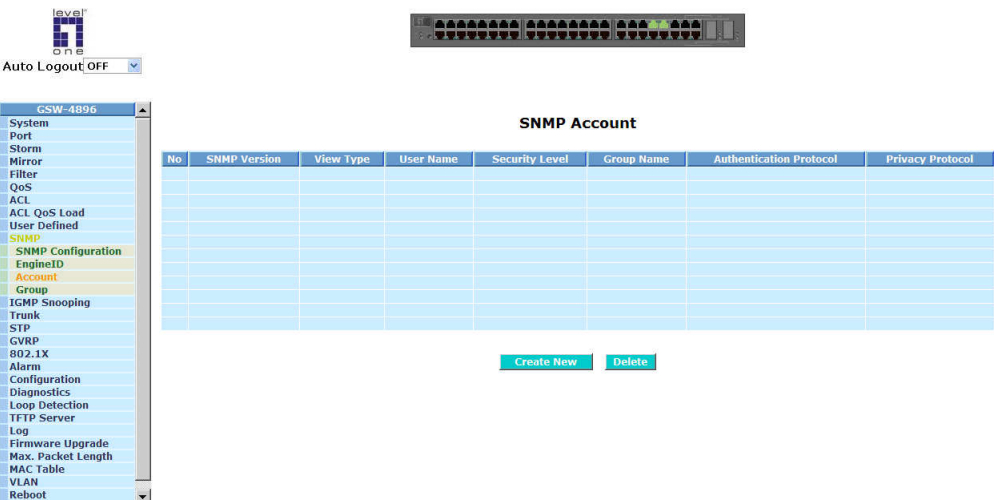 level
one
Auto Logout OFF
GSW-4896
System
Port
Storm
Mirror
Filter
QoS
ACL
ACL QoS Load
User Defined
SNMP
SNMP Configuration
EngineID
Account
Group
IGMP Snooping
Trunk
STP
GVRP
802.1X
Alarm
Configuration
Diagnostics
Loop Detection
TFTP Server
Log
Firmware Upgrade
Max. Packet Length
MAC Table
VLAN
Reboot
SNMP Account
No SNMP Version View Type User Name Security Level Group Name Authentication Protocol Privacy Protocol
Create New Delete